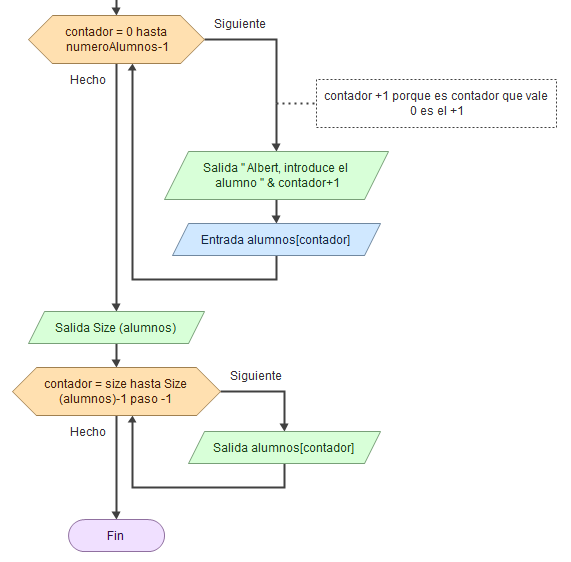 contador = 0 hasta
numeroAlumnos-1
Siguiente
Hecho
contador +1 porque es contador que vale
0 es el +1
Salida " Albert, introduce el
alumno " & contador+1
Entrada alumnos[contador]
Salida Size (alumnos)
contador = size hasta Size
(alumnos)-1 paso -1
Siguiente
Hecho
Salida alumnos[contador]
Fin